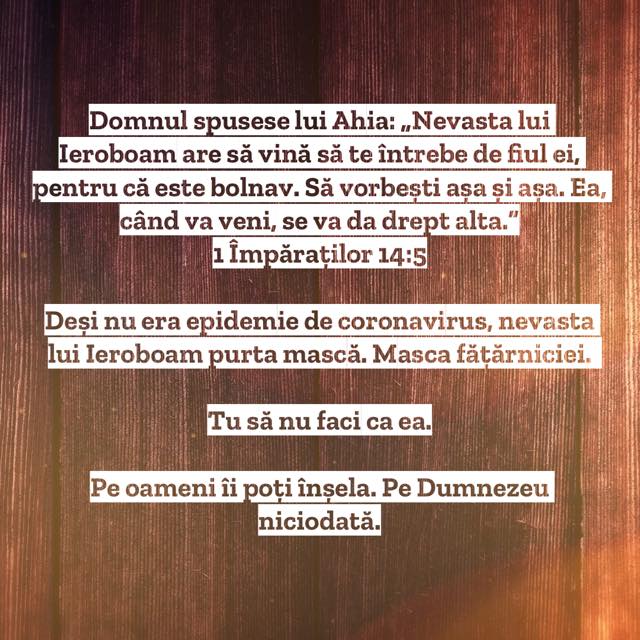 Domnul spusese lui Ahia: „Nevasta lui
Ieroboam are să vină să te întrebe de fiul ei,
pentru că este bolnav. Să vorbești așa și așa. Ea,
când va veni, se va da drept alta.”
1 Împăraților 14:5
Deși nu era epidemie de coronavirus, nevasta
lui Ieroboam purta mască. Masca fățărniciei.
Tu să nu faci ca ea.
Pe oameni îi poți înșela. Pe Dumnezeu
niciodată.